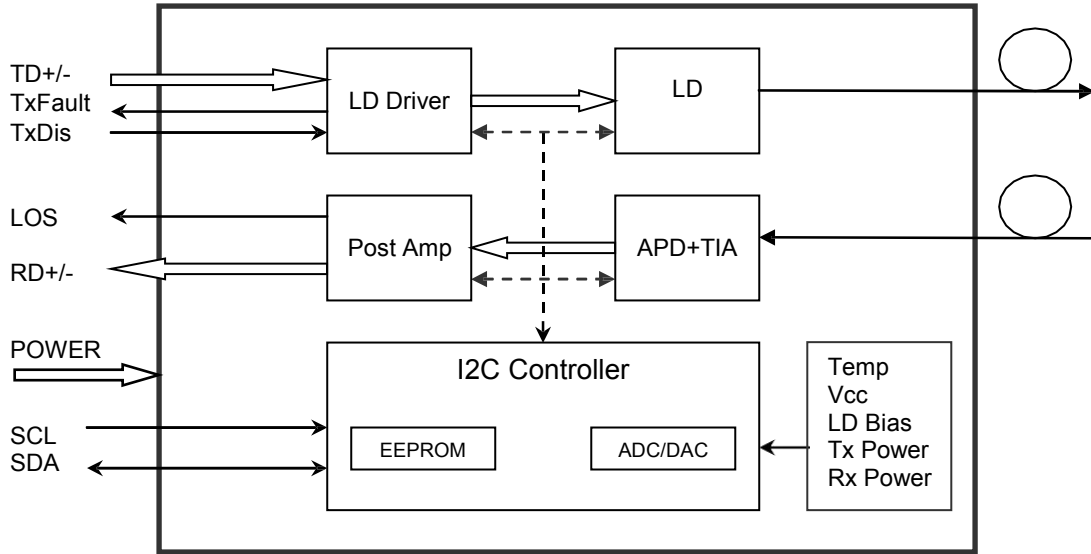 TD+/-
TxFault
TxDis
LD Driver
LD
LOS
RD+/-
Post Amp
APD+TIA
POWER
SCL
SDA
I2C Controller
EEPROM
ADC/DAC
Temp
Vcc
LD Bias
Tx Power
Rx Power